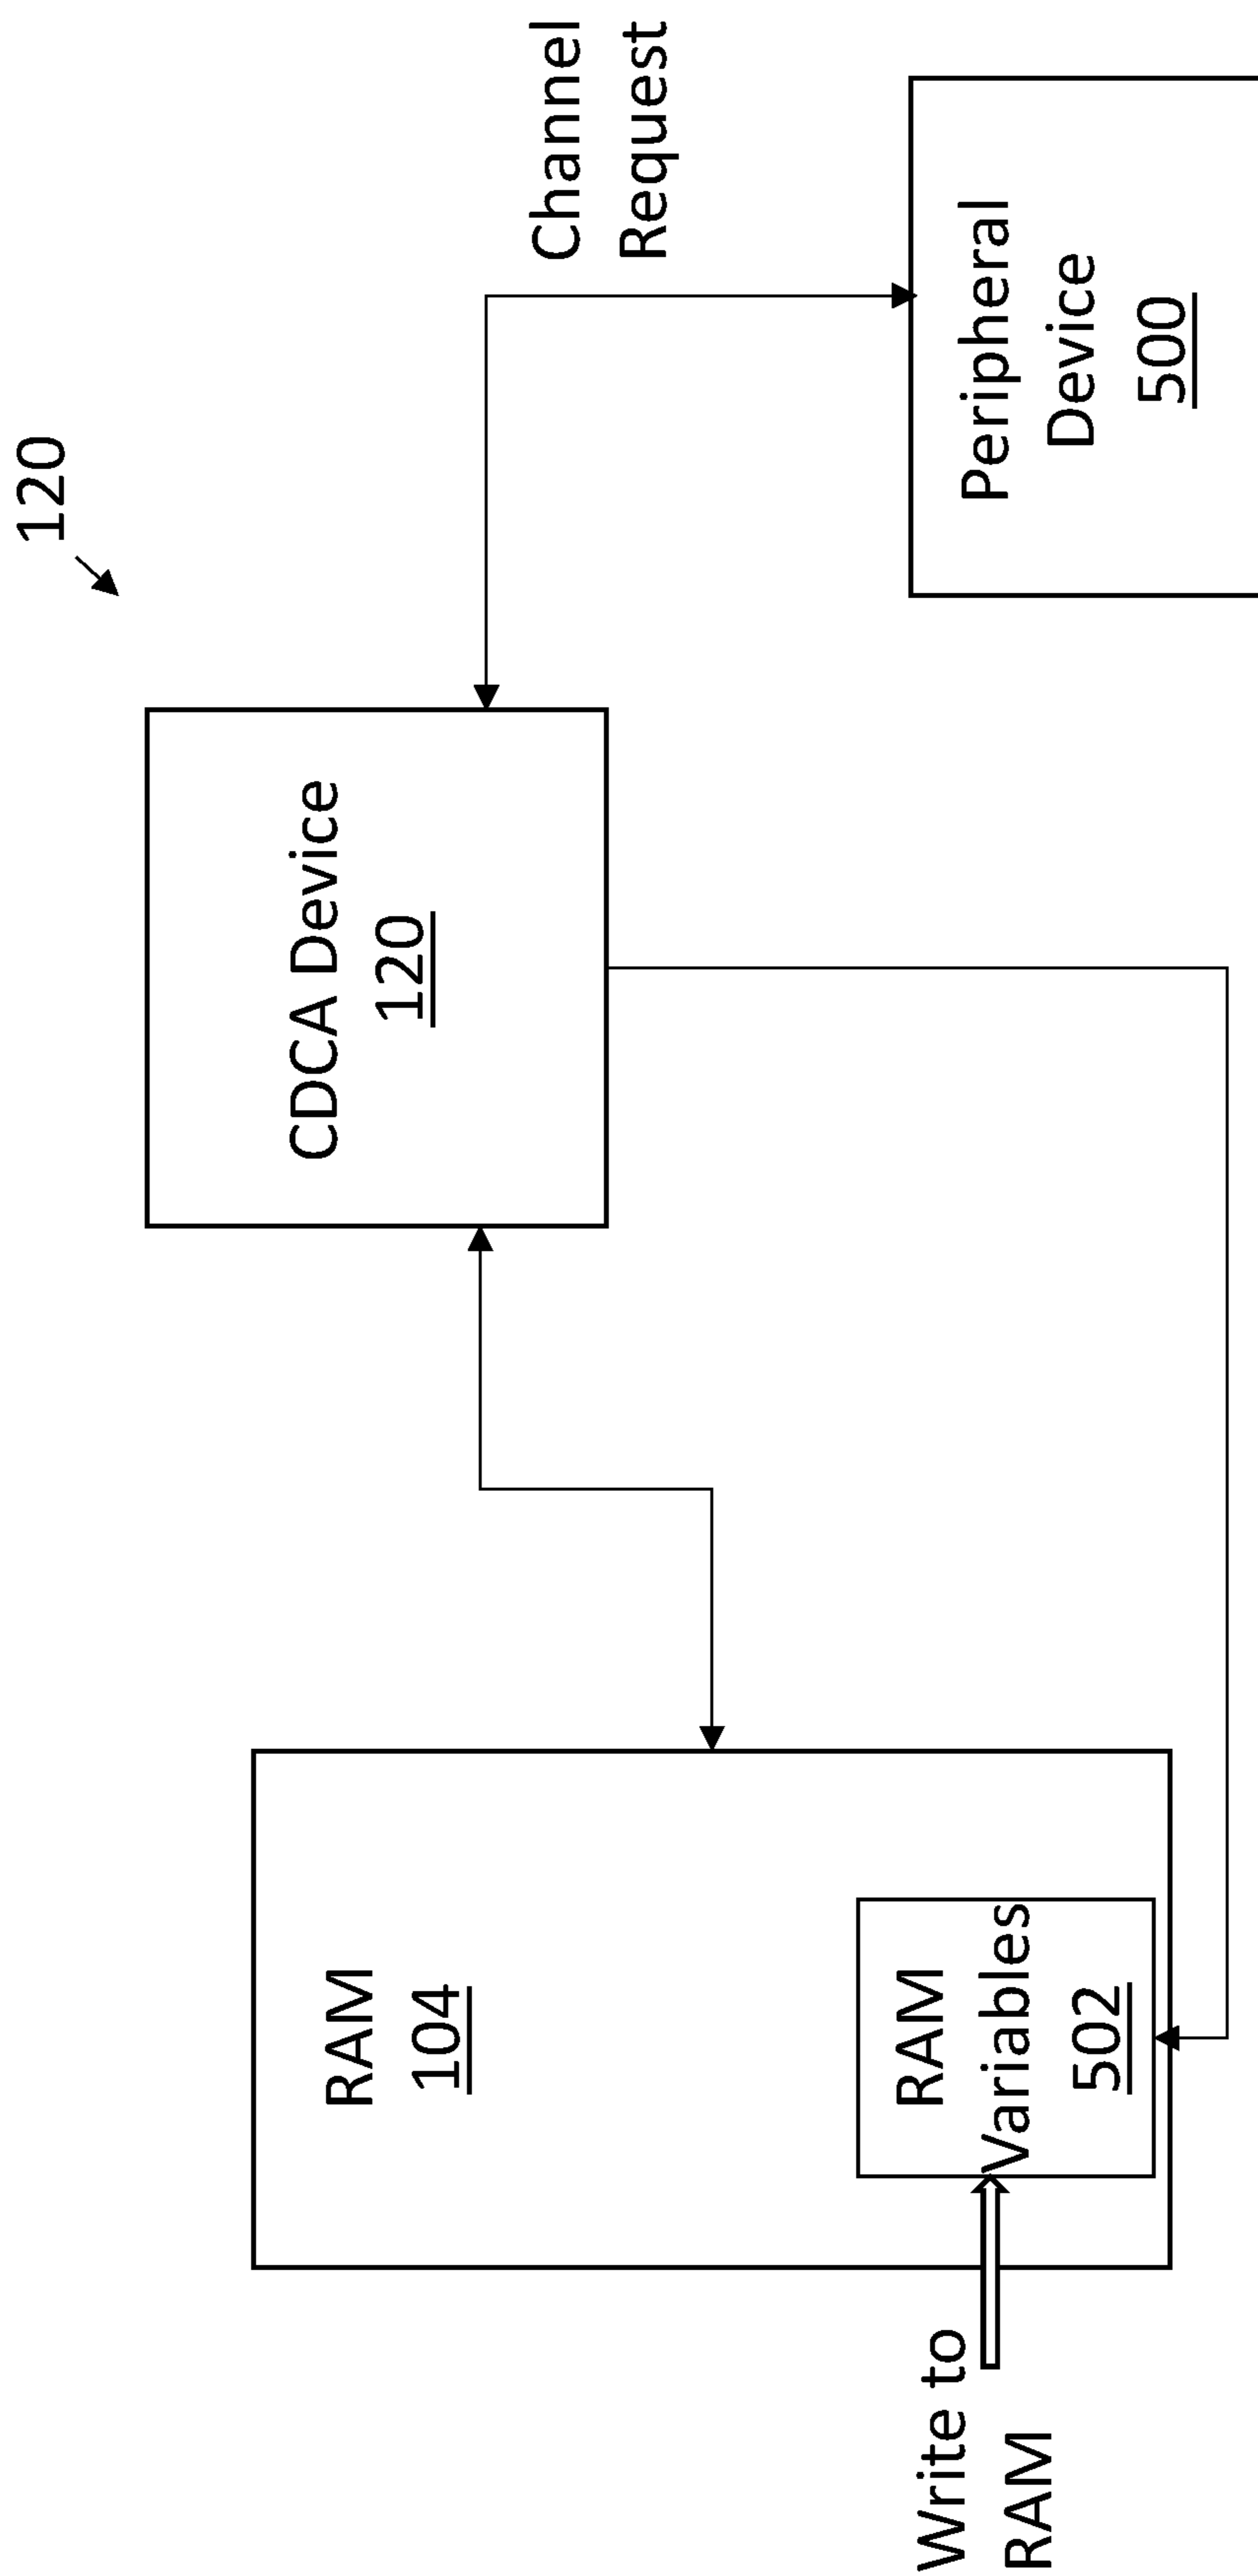 120
CDCA Device
120
Channel
Request
RAM
104
RAM
Variables
502
Write to
RAM
Peripheral
Device
500